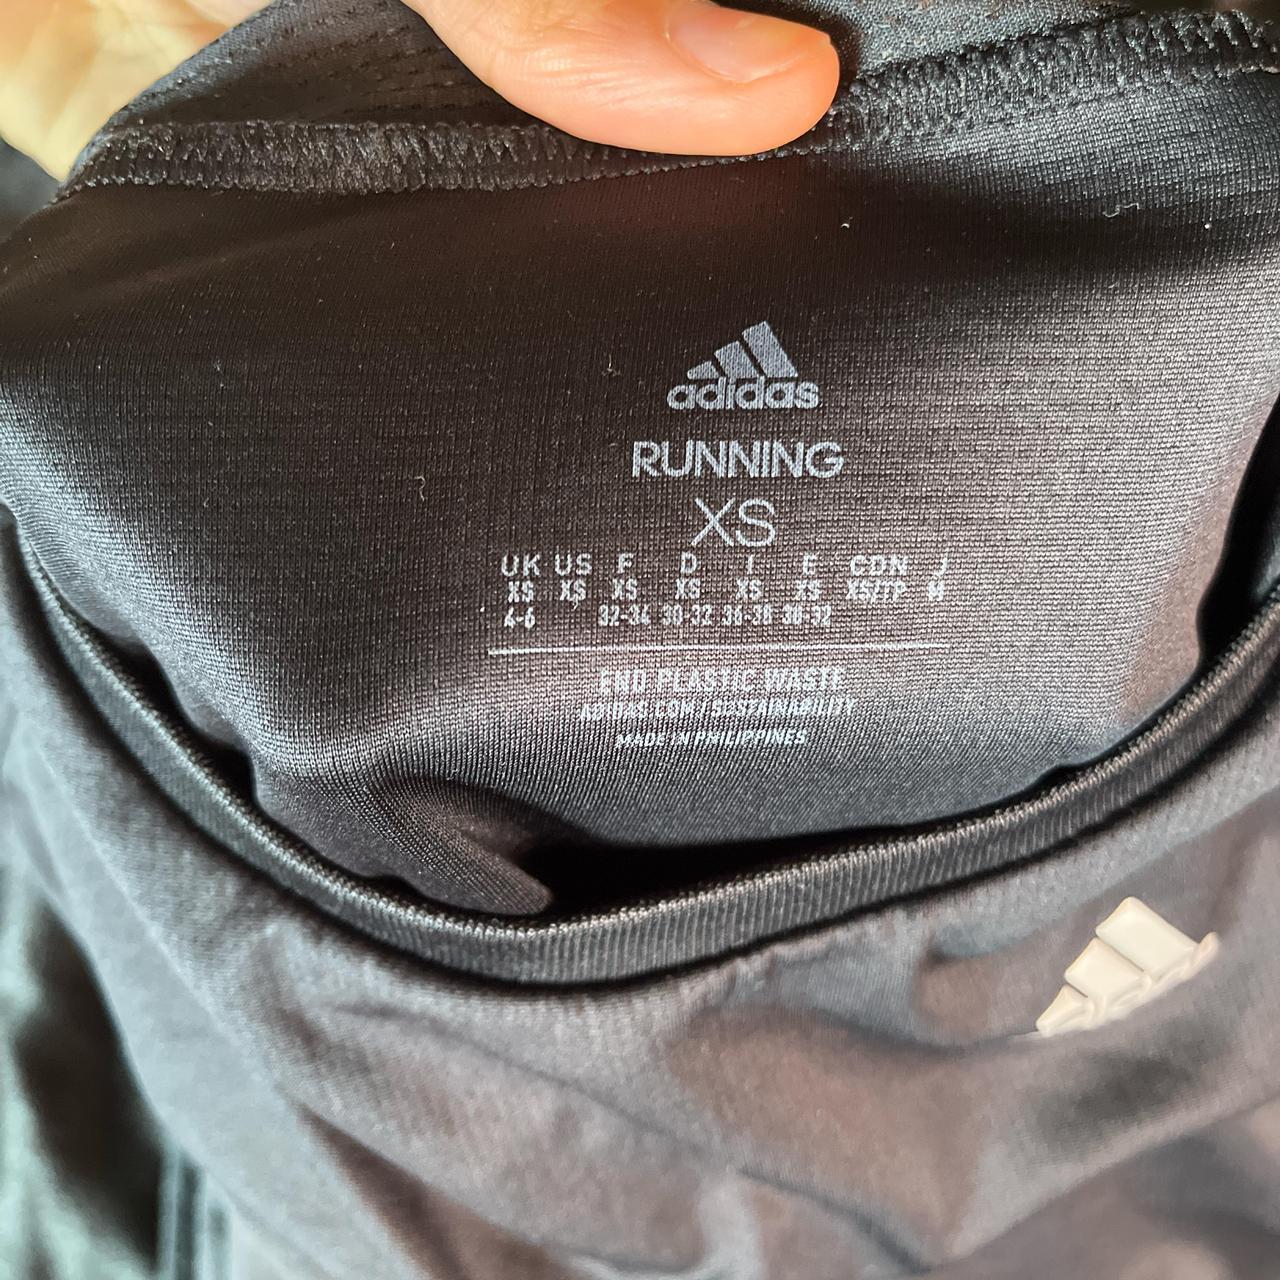 adidas
RUNNING
XS
UK US F D I E CDN J
XS XS XS XS XS XS XS/TP M
4-6 32-34 30-32 36-38 30-32
END PLASTIC WASTE
ADIDAS.COM / SUSTAINABILITY
MADE IN PHILIPPINES